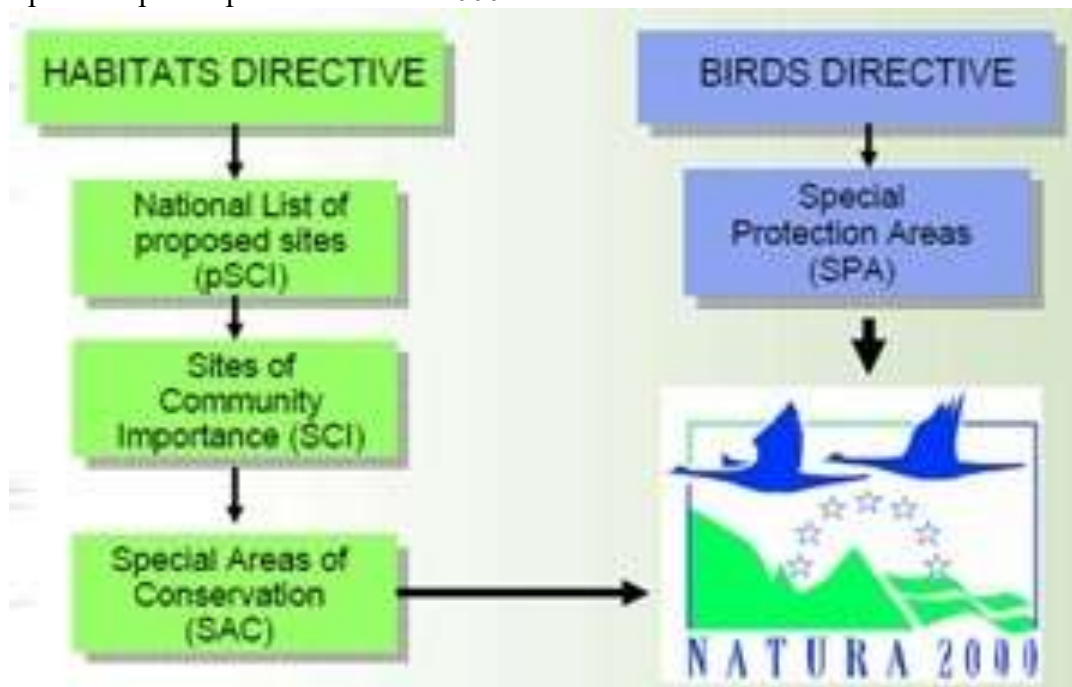 HABITATS DIRECTIVE
National List of
proposed sites
(pSCI)
Sites of
Community
Importance (SCI)
Special Areas of
Conservation
(SAC)
BIRDS DIRECTIVE
Special
Protection Areas
(SPA)
NATURA 2000